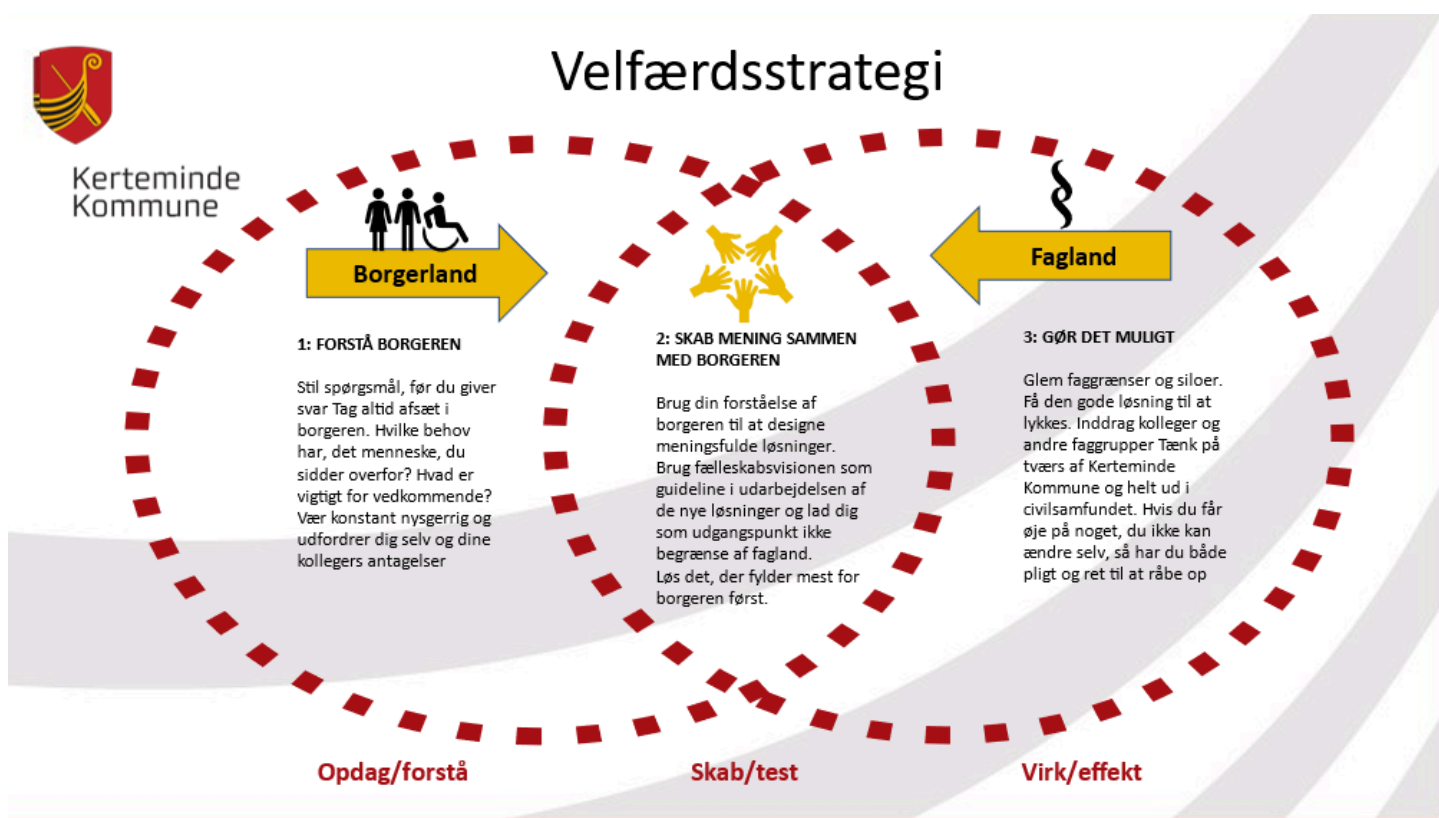 Velfærdsstrategi
Kerteminde
Kommune
Borgerland
1: FORSTÅ BORGEREN
Stil spørgsmål, før du giver
svar Tag altid afsæt i
borgeren. Hvilke behov
har, det menneske, du
sidder overfor? Hvad er
vigtigt for vedkommende?
Vær konstant nysgerrig og
udfordrer dig selv og dine
kollegers antagelser
2: SKAB MENING SAMMEN
MED BORGEREN
Brug din forståelse af
borgeren til at designe
meningsfulde løsninger.
Brug fælleskabsvisionen som
guideline i udarbejdelsen af
de nye løsninger og lad dig
som udgangspunkt ikke
begrænse af fagland.
Løs det, der fylder mest for
borgeren først.
§
Fagland
3: GØR DET MULIGT
Glem faggrænser og siloer.
Få den gode løsning til at
lykkes. Inddrag kolleger og
andre faggrupper Tænk på
tværs af Kerteminde
Kommune og helt ud i
civilsamfundet. Hvis du får
øje på noget, du ikke kan
ændre selv, så har du både
pligt og ret til at råbe op
Opdag/forstå
Skab/test
Virk/effekt